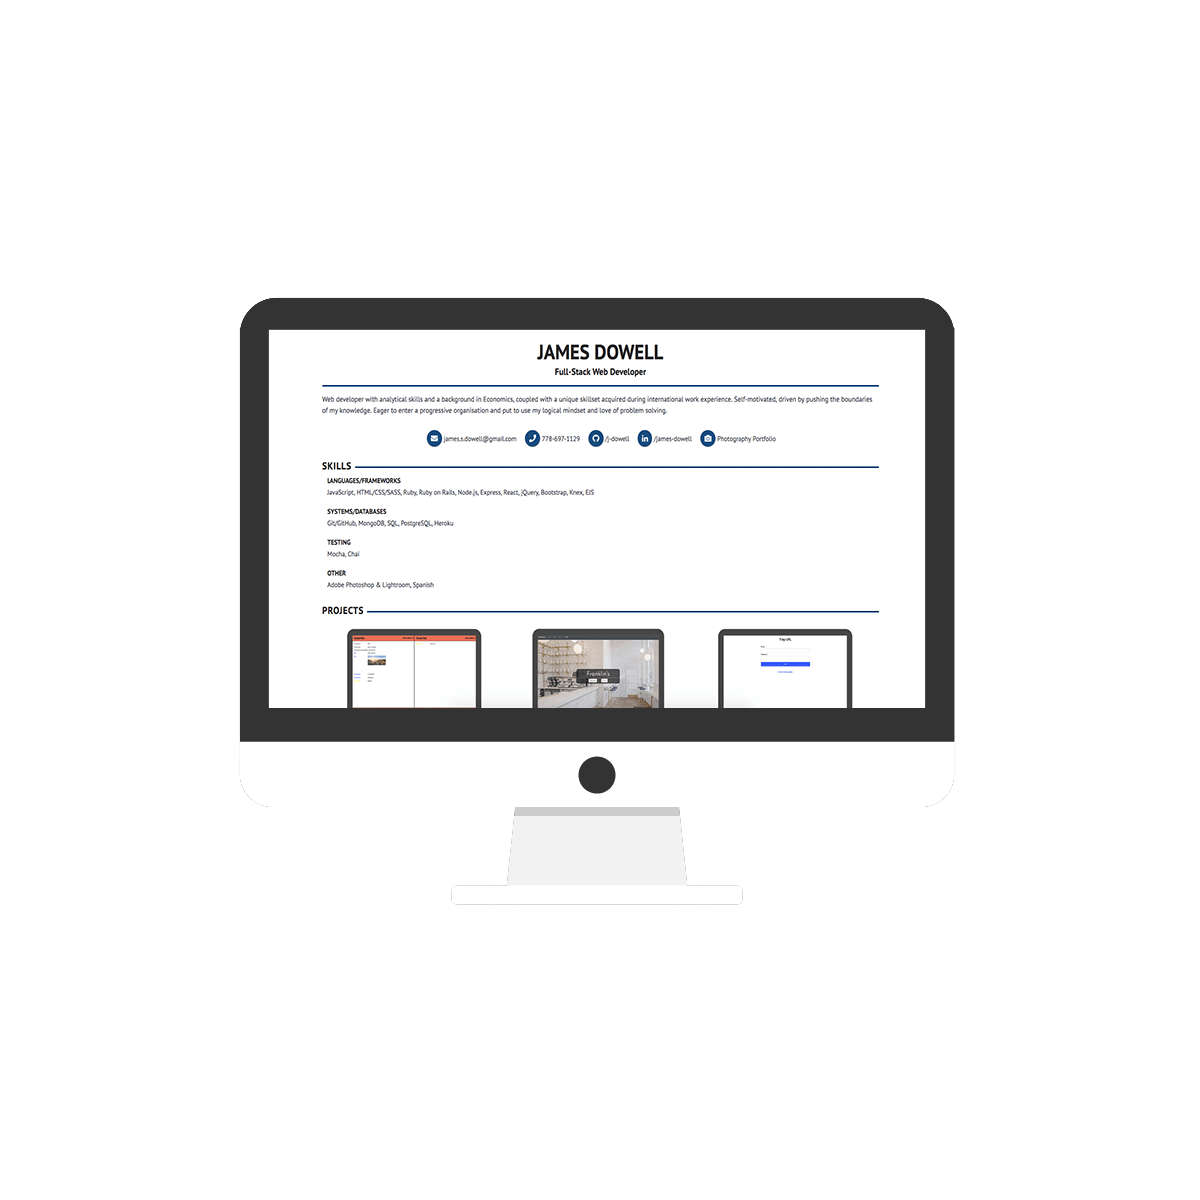 JAMES DOWELL
Full-Stack Web Developer
Web developer with analytical skills and a background in Economics, coupled with a unique skillset acquired during international work experience. Self-motivated, driven by pushing the boundaries
of my knowledge. Eager to enter a progressive organisation and put to use my logical mindset and love of problem solving.
james.s.dowell@gmail.com 778-697-1129 /j-dowell /james-dowell Photography Portfolio
SKILLS
LANGUAGES/FRAMEWORKS
JavaScript, HTML/CSS/SASS, Ruby, Ruby on Rails, Node.js, Express, React, jQuery, Bootstrap, Knex, EJS
SYSTEMS/DATABASES
Git/GitHub, MongoDB, SQL, PostgreSQL, Heroku
TESTING
Mocha, Chai
OTHER
Adobe Photoshop & Lightroom, Spanish
PROJECTS
Franklin's
Tiny URL